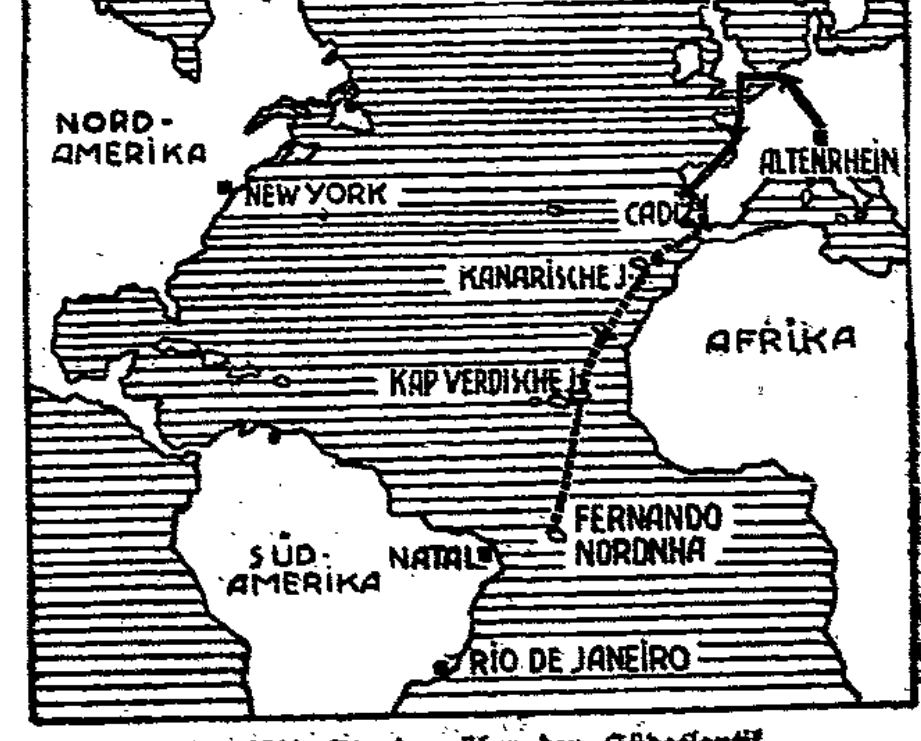 NORD-
AMERIKA
NEW YORK
ALTENRHEIN
CADIZ
KANARISCHE J.
AFRIKA
KAP VERDISCHE J.
FERNANDO
NORONHA
SÜD-
AMERIKA
NATAL
RIO DE JANEIRO